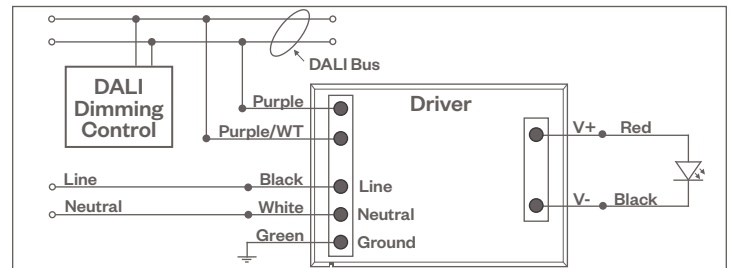 DALI Bus
DALI
Dimming
Control
Driver
Purple
Purple/WT
V+ Red
Line Black Line
Neutral White Neutral
V- Black
Green Ground